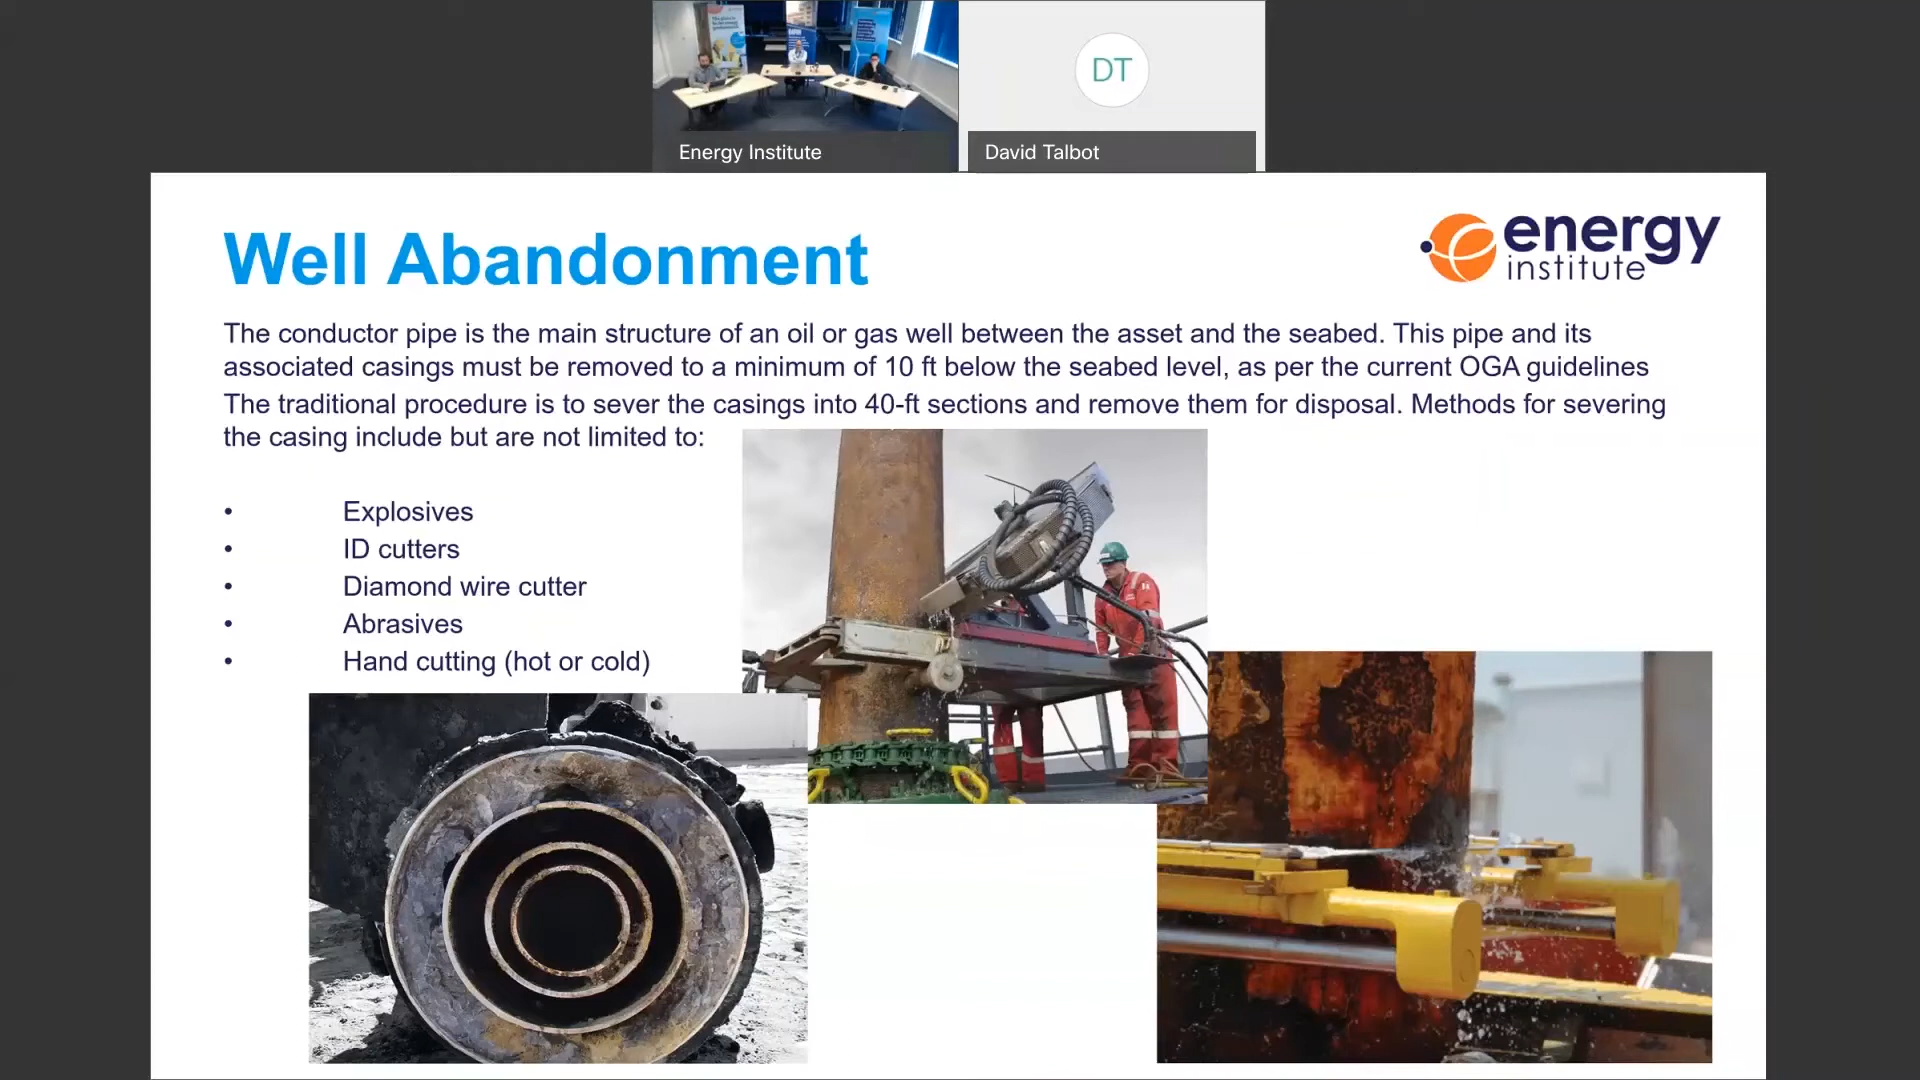 Energy Institute
DT
David Talbot
Well Abandonment
energy
institute
The conductor pipe is the main structure of an oil or gas well between the asset and the seabed. This pipe and its
associated casings must be removed to a minimum of 10 ft below the seabed level, as per the current OGA guidelines
The traditional procedure is to sever the casings into 40-ft sections and remove them for disposal. Methods for severing
the casing include but are not limited to:
• Explosives
• ID cutters
• Diamond wire cutter
• Abrasives
• Hand cutting (hot or cold)